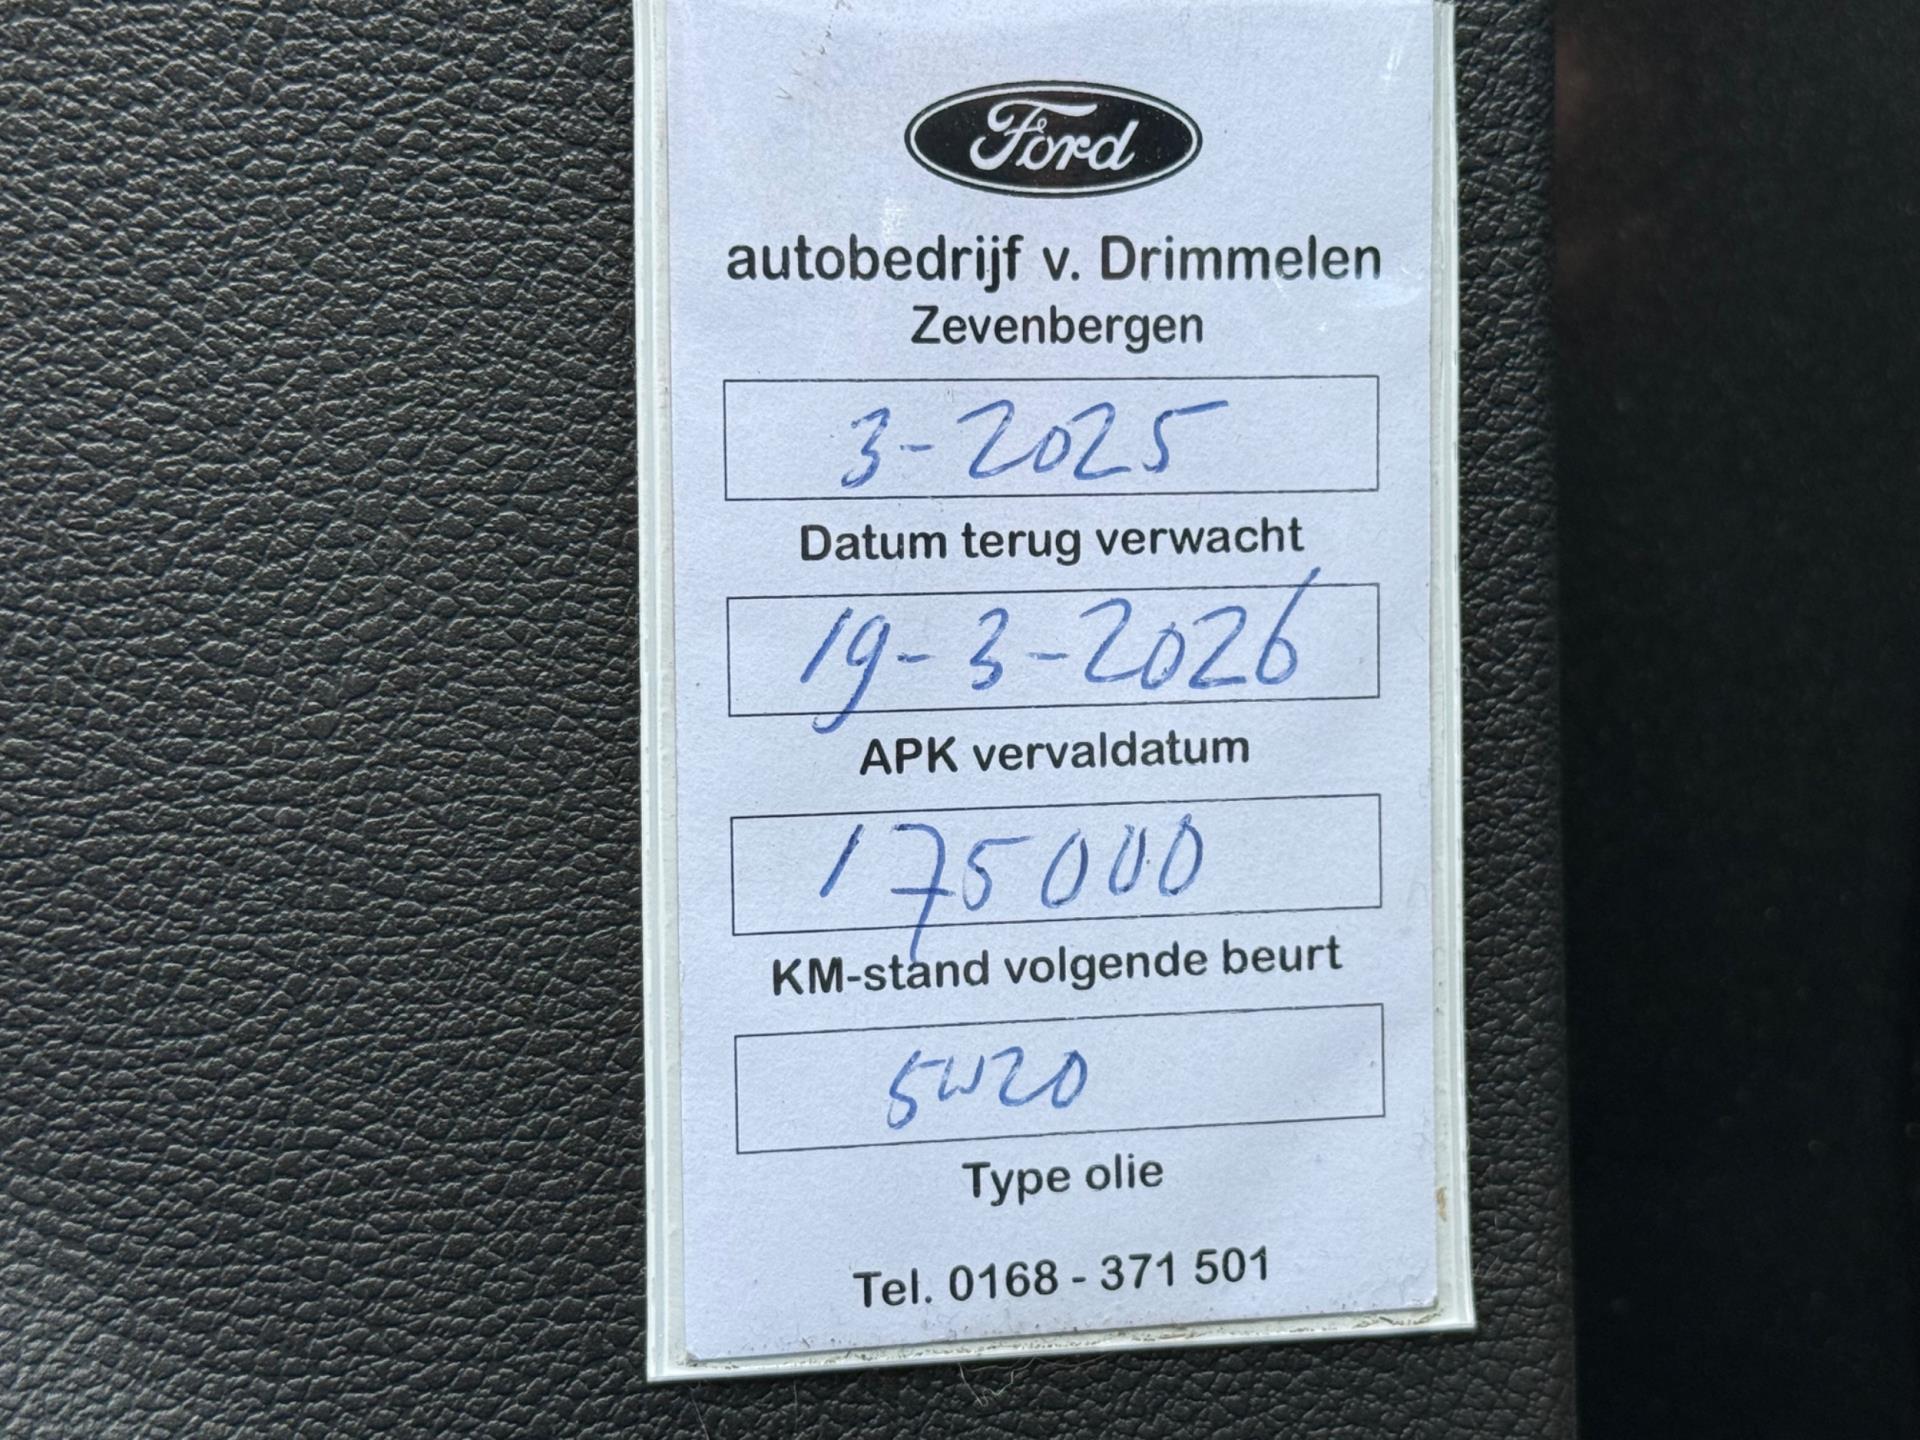 Ford
autobedrijf v. Drimmelen
Zevenbergen
3-2025
Datum terug verwacht
19-3-2026
APK vervaldatum
175000
KM-stand volgende beurt
5W20
Type olie
Tel. 0168 - 371 501